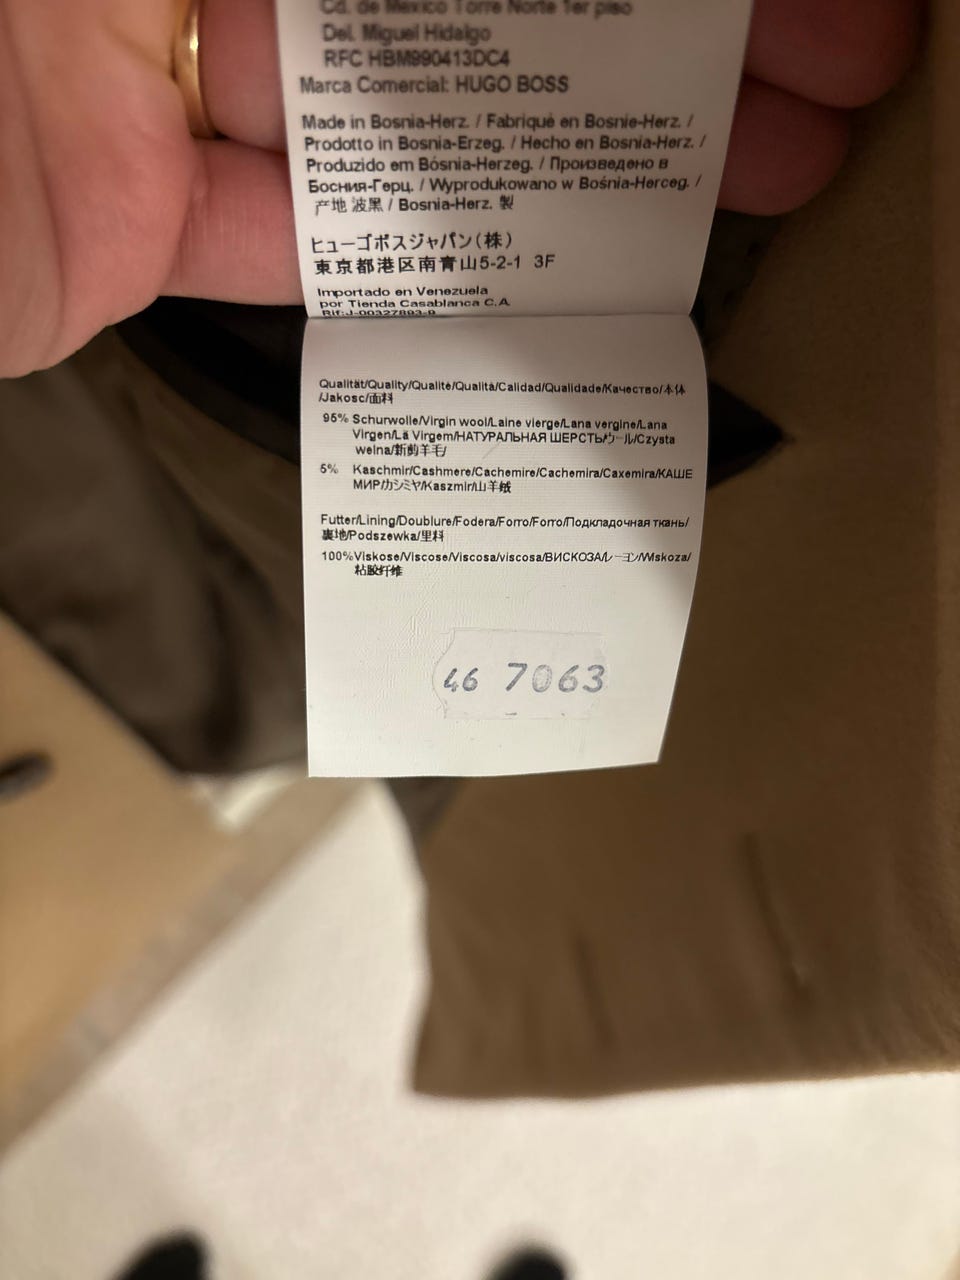 Cd. de Mexico Torre Norte 1er piso
Del. Miguel Hidalgo
RFC HBM990413DC4
Marca Comercial: HUGO BOSS
Made in Bosnia-Herz. / Fabriqué en Bosnie-Herz. /
Prodotto in Bosnia-Erzeg. / Hecho en Bosnia-Herz. /
Produzido em Bósnia-Herzeg. / Произведено в
Босния-Герц. / Wyprodukowano w Bośnia-Herceg. /
产地 波黑 / Bosnia-Herz. 製
ヒューゴボスジャパン(株)
東京都港区南青山5-2-1 3F
Importado en Venezuela
por Tienda Casablanca C.A.
Rif:J-00327893-9
Qualität/Quality/Qualité/Qualità/Calidad/Qualidade/Качество/本体
/Jakosc/面料
95% Schurwolle/Virgin wool/Laine vierge/Lana vergine/Lana
Virgen/Lã Virgem/НАТУРАЛЬНАЯ ШЕРСТЬ/ウール/Czysta
welna/新剪羊毛/
5% Kaschmir/Cashmere/Cachemire/Cachemira/Caxemira/КАШЕ
МИР/カシミヤ/Kaszmir/山羊绒
Futter/Lining/Doublure/Fodera/Forro/Forro/Подкладочная ткань/
裏地/Podszewka/里料
100%Viskose/Viscose/Viscosa/viscosa/ВИСКОЗА/レーヨン/Wiskoza/
粘胶纤维
46 7063